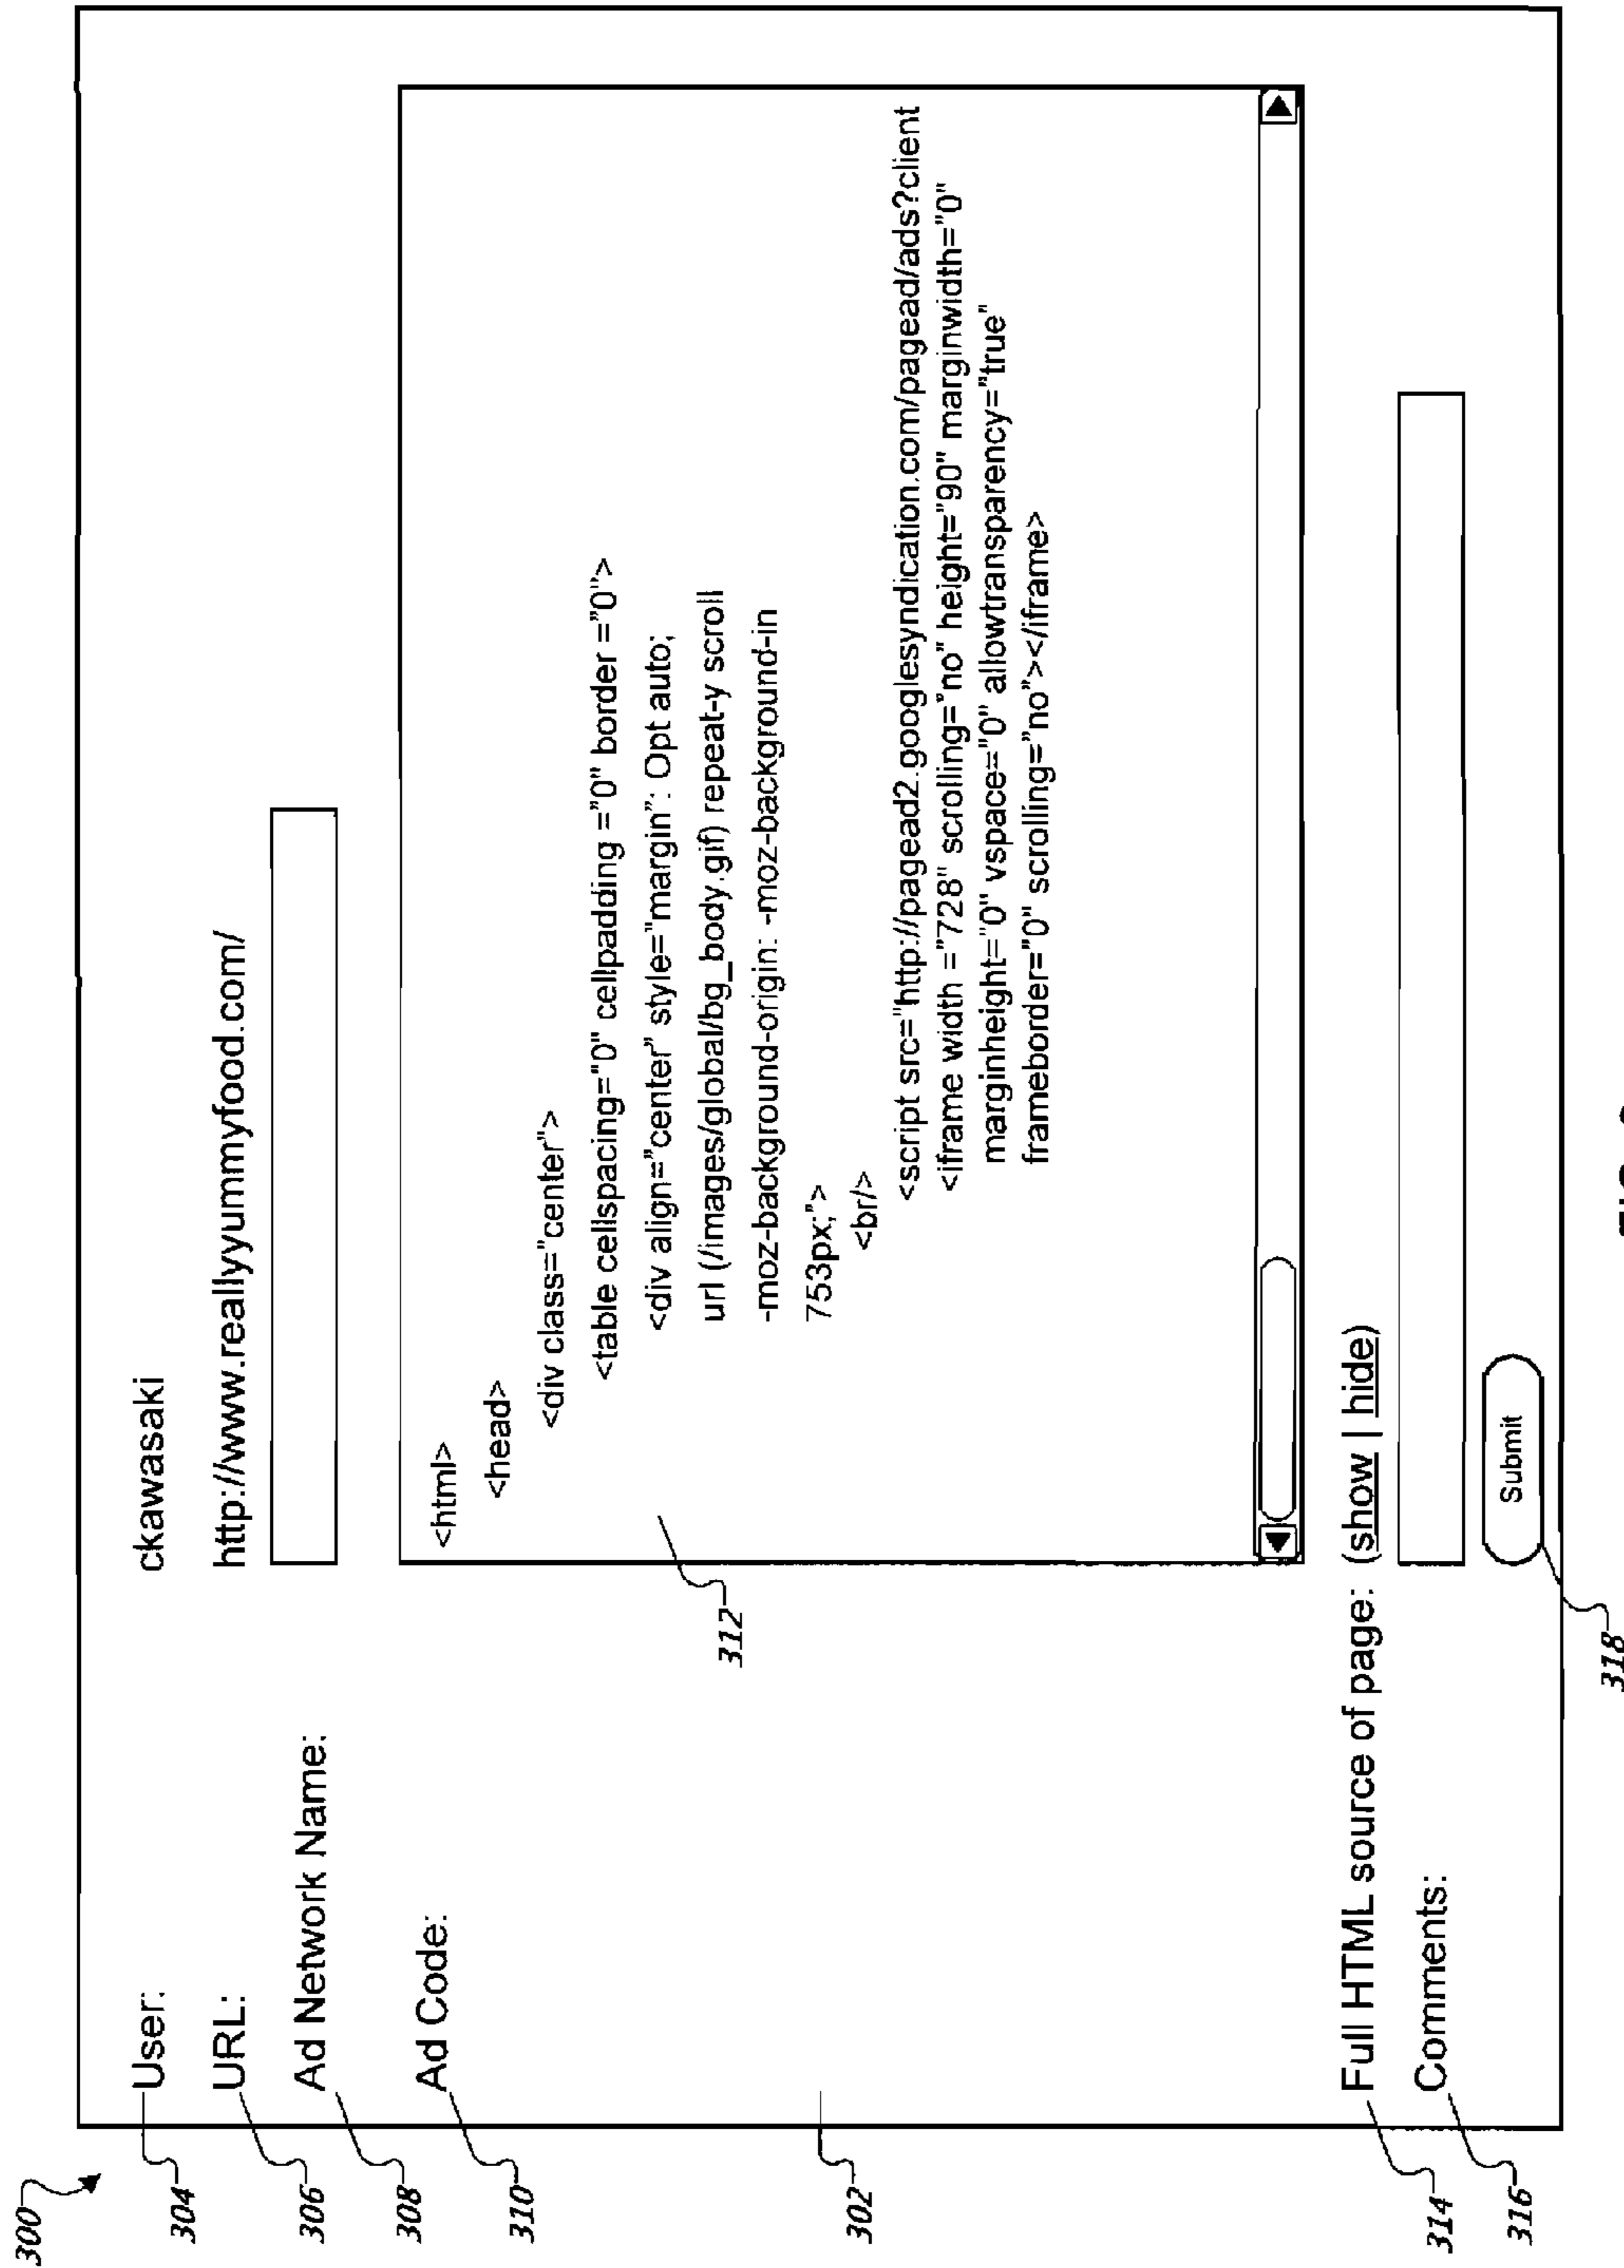 300
304 User: ckawasaki
306 URL: http://www.reallyyummyfood.com/
308 Ad Network Name:
310 Ad Code:
<html>
<head>
<div class="center">
<table cellspacing="0" cellpadding ="0" border ="0">
<div align="center" style="margin": Opt auto;
url (/images/global/bg_body.gif) repeat-y scroll
-moz-background-origin: -moz-background-in
753px;">
<br/>
<script src="http://pagead2.googlesyndication.com/pagead/ads?client
<iframe width ="728" scrolling="no" height="90" marginwidth="0"
marginheight="0" vspace="0" allowtransparency="true"
frameborder="0" scrolling="no"></iframe>
312
302
314 Full HTML source of page: (show | hide)
316 Comments:
Submit
318